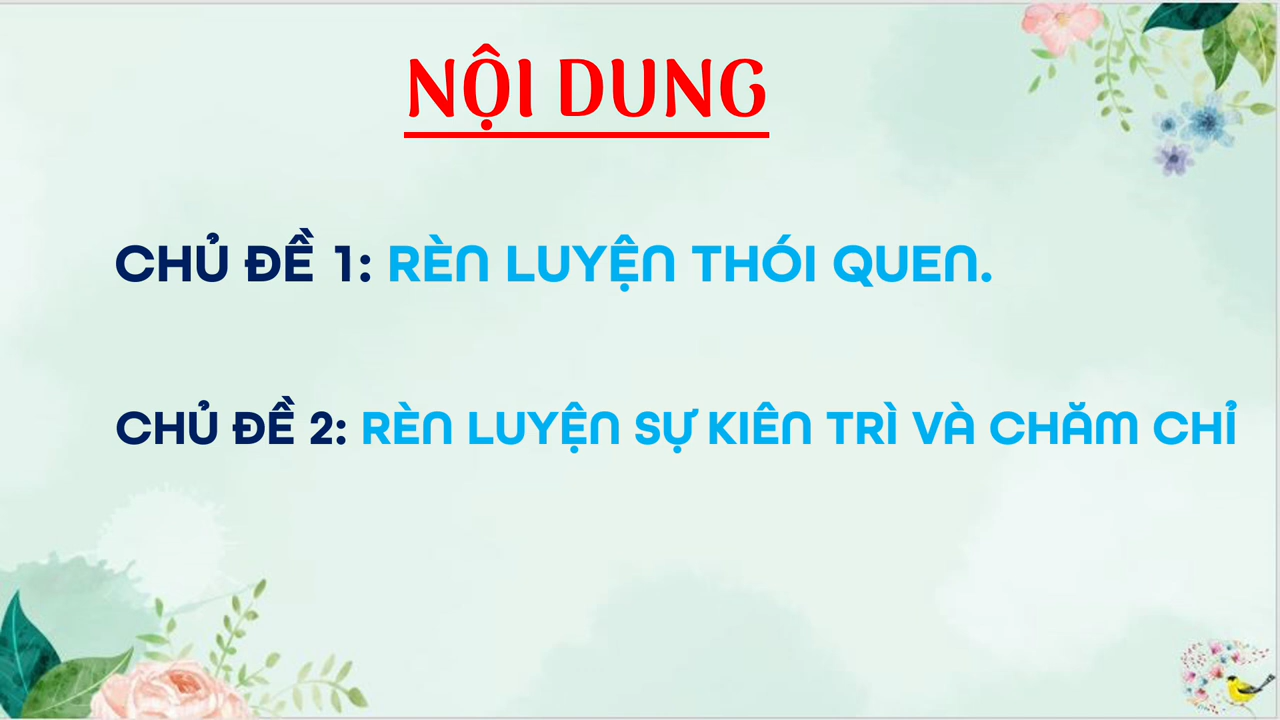 NỘI DUNG
CHỦ ĐỀ 1: RÈN LUYỆN THÓI QUEN.
CHỦ ĐỀ 2: RÈN LUYỆN SỰ KIÊN TRÌ VÀ CHĂM CHỈ